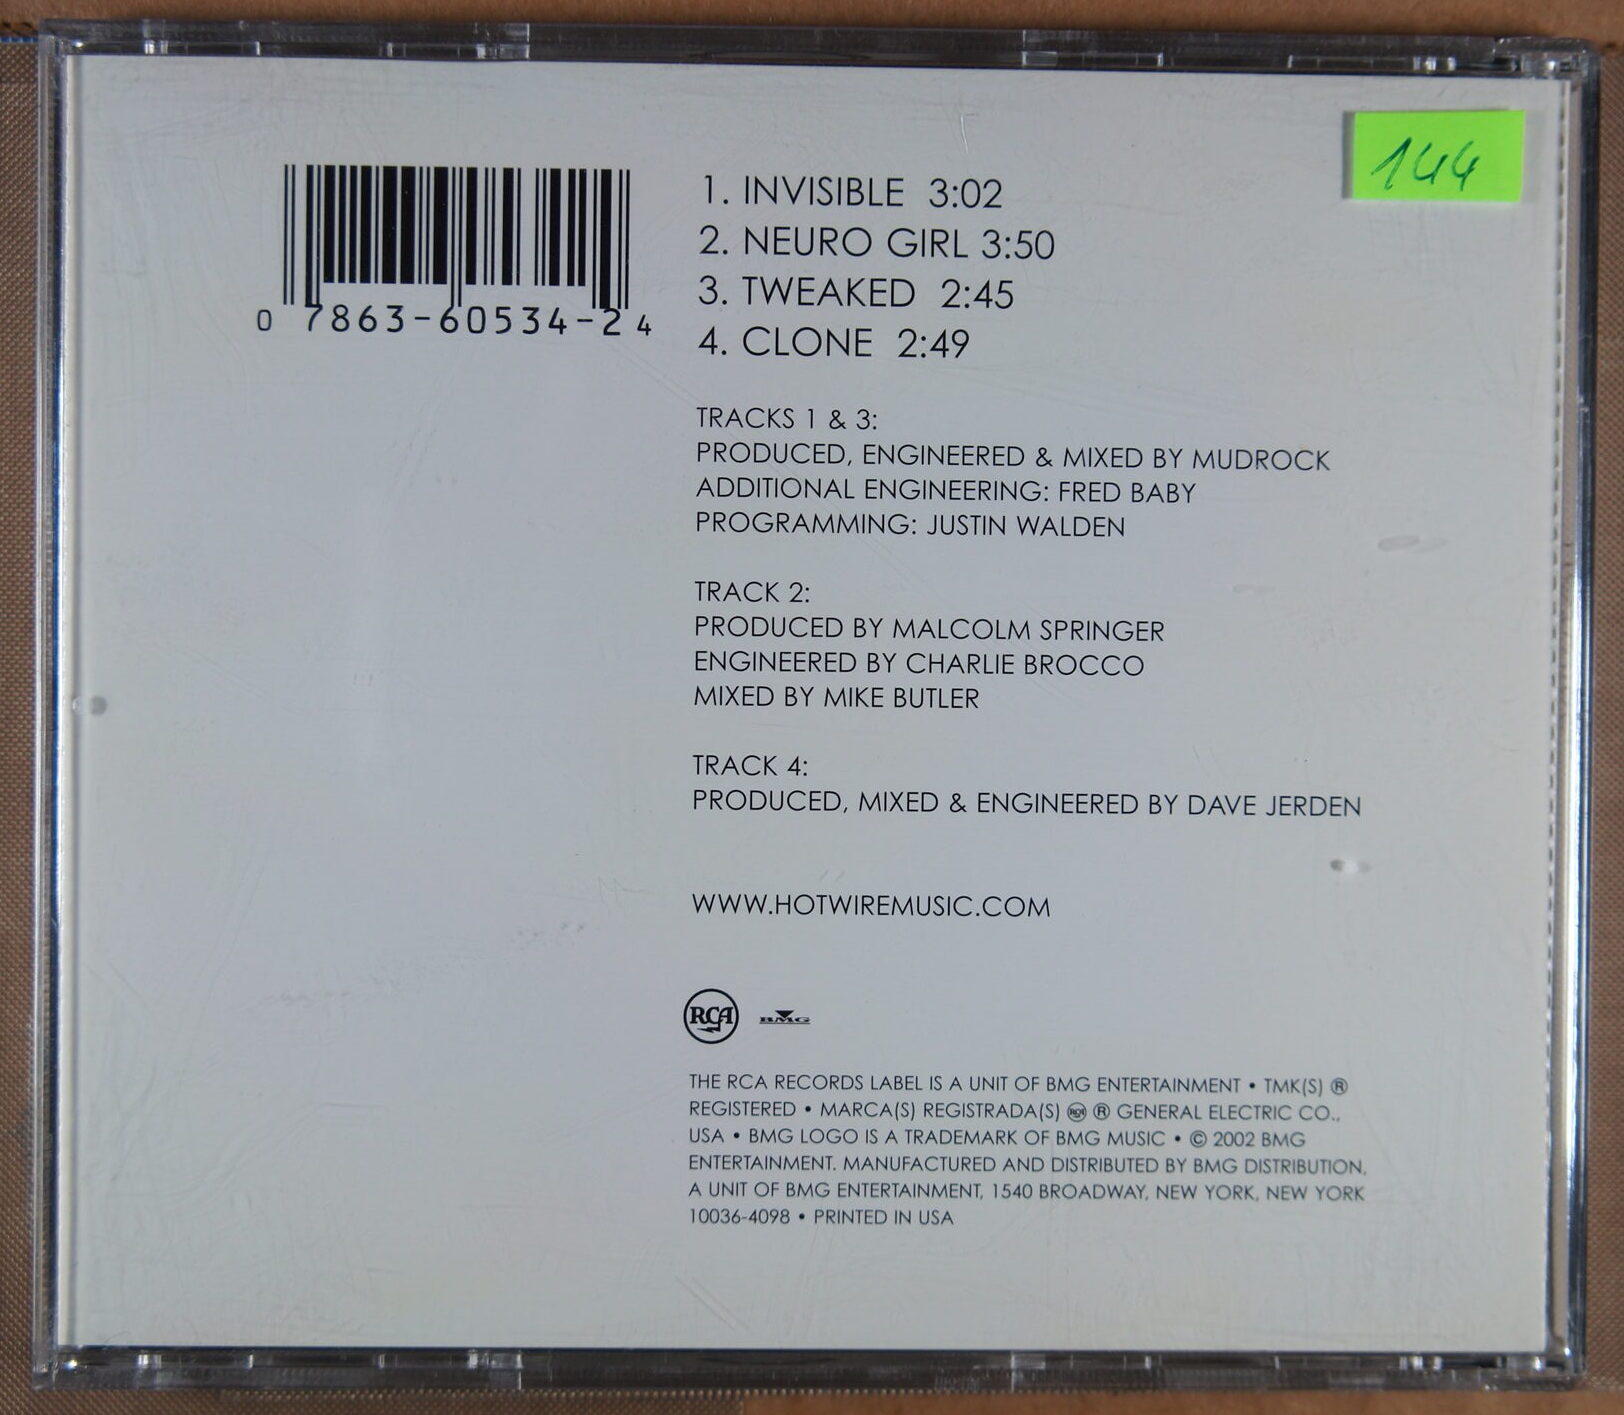 144
1. INVISIBLE 3:02
2. NEURO GIRL 3:50
3. TWEAKED 2:45
4. CLONE 2:49
0 7863-60534-2 4
TRACKS 1 & 3:
PRODUCED, ENGINEERED & MIXED BY MUDROCK
ADDITIONAL ENGINEERING: FRED BABY
PROGRAMMING: JUSTIN WALDEN
TRACK 2:
PRODUCED BY MALCOLM SPRINGER
ENGINEERED BY CHARLIE BROCCO
MIXED BY MIKE BUTLER
TRACK 4:
PRODUCED, MIXED & ENGINEERED BY DAVE JERDEN
WWW.HOTWIREMUSIC.COM
RCA BMG
THE RCA RECORDS LABEL IS A UNIT OF BMG ENTERTAINMENT • TMK(S) ®
REGISTERED • MARCA(S) REGISTRADA(S) RCA ® GENERAL ELECTRIC CO.,
USA • BMG LOGO IS A TRADEMARK OF BMG MUSIC • © 2002 BMG
ENTERTAINMENT. MANUFACTURED AND DISTRIBUTED BY BMG DISTRIBUTION,
A UNIT OF BMG ENTERTAINMENT, 1540 BROADWAY, NEW YORK, NEW YORK
10036-4098 • PRINTED IN USA